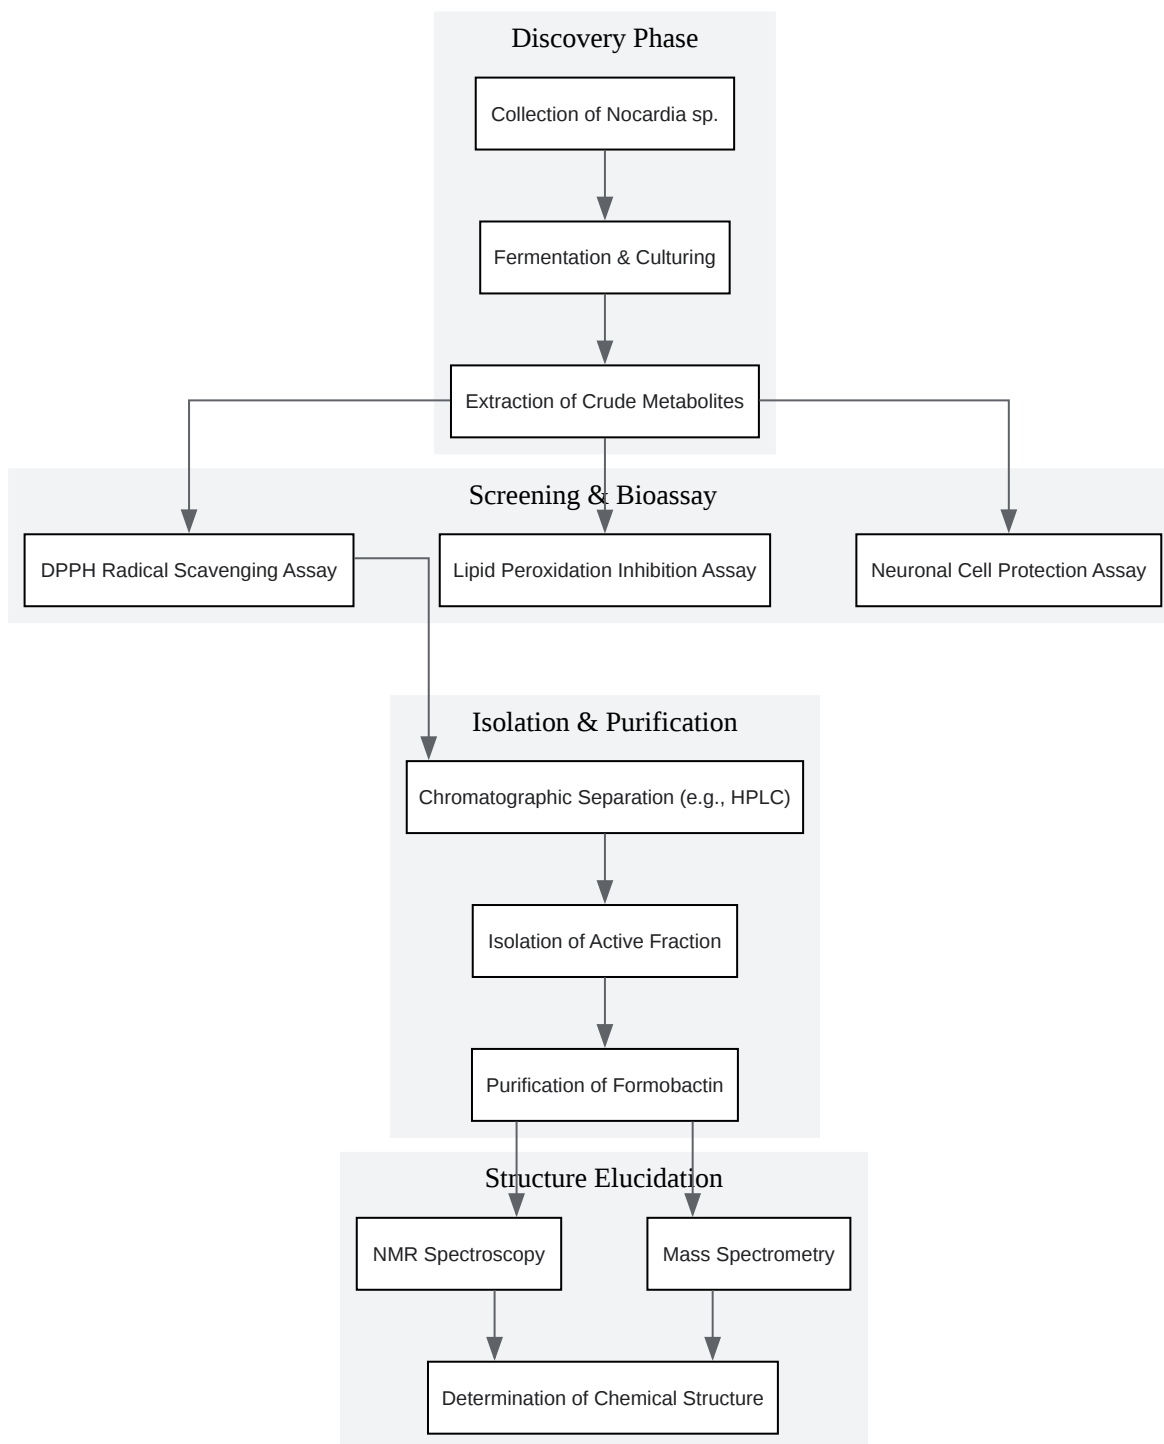 Discovery Phase
Collection of Nocardia sp.
Fermentation & Culturing
Extraction of Crude Metabolites
Screening & Bioassay
DPPH Radical Scavenging Assay
Lipid Peroxidation Inhibition Assay
Neuronal Cell Protection Assay
Isolation & Purification
Chromatographic Separation (e.g., HPLC)
Isolation of Active Fraction
Purification of Formobactin
Structure Elucidation
NMR Spectroscopy
Mass Spectrometry
Determination of Chemical Structure